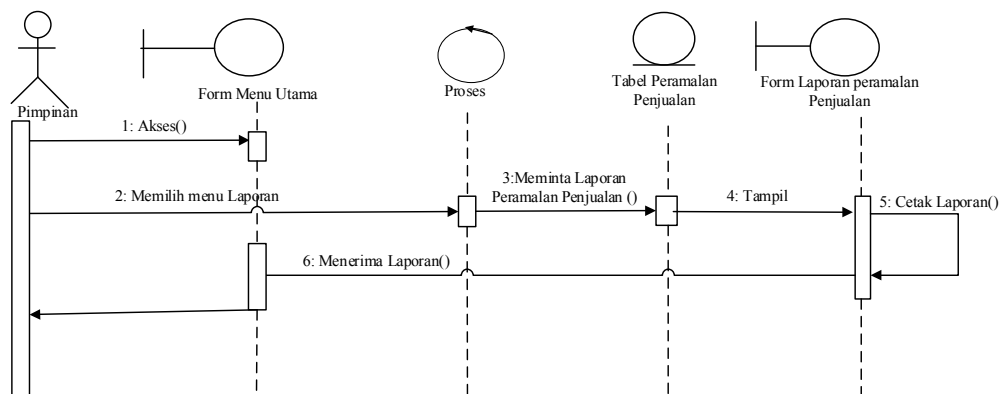 Pimpinan
Form Menu Utama
Proses
Tabel Peramalan
Penjualan
Form Laporan peramalan
Penjualan
1: Akses()
2: Memilih menu Laporan
3:Meminta Laporan
Peramalan Penjualan ()
4: Tampil
5: Cetak Laporan()
6: Menerima Laporan()